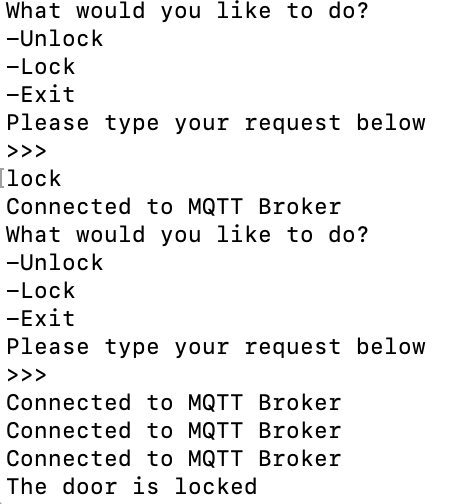 What would you like to do?
-Unlock
-Lock
-Exit
Please type your request below
>>>
[lock
Connected to MQTT Broker
What would you like to do?
-Unlock
-Lock
-Exit
Please type your request below
>>>
Connected to MQTT Broker
Connected to MQTT Broker
Connected to MQTT Broker
The door is locked